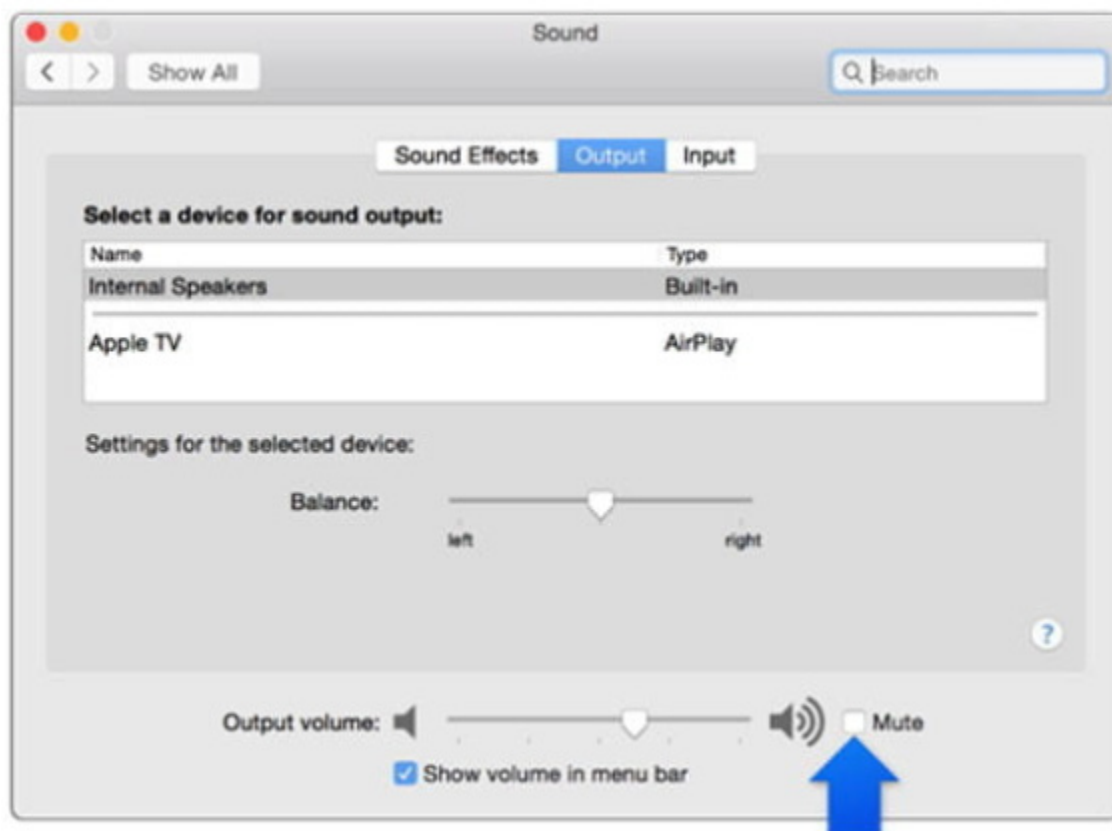 Sound
Show All
Search
Sound Effects Output Input
Select a device for sound output:
Name Type
Internal Speakers Built-in
Apple TV AirPlay
Settings for the selected device:
Balance:
left right
?
Output volume: Mute
Show volume in menu bar